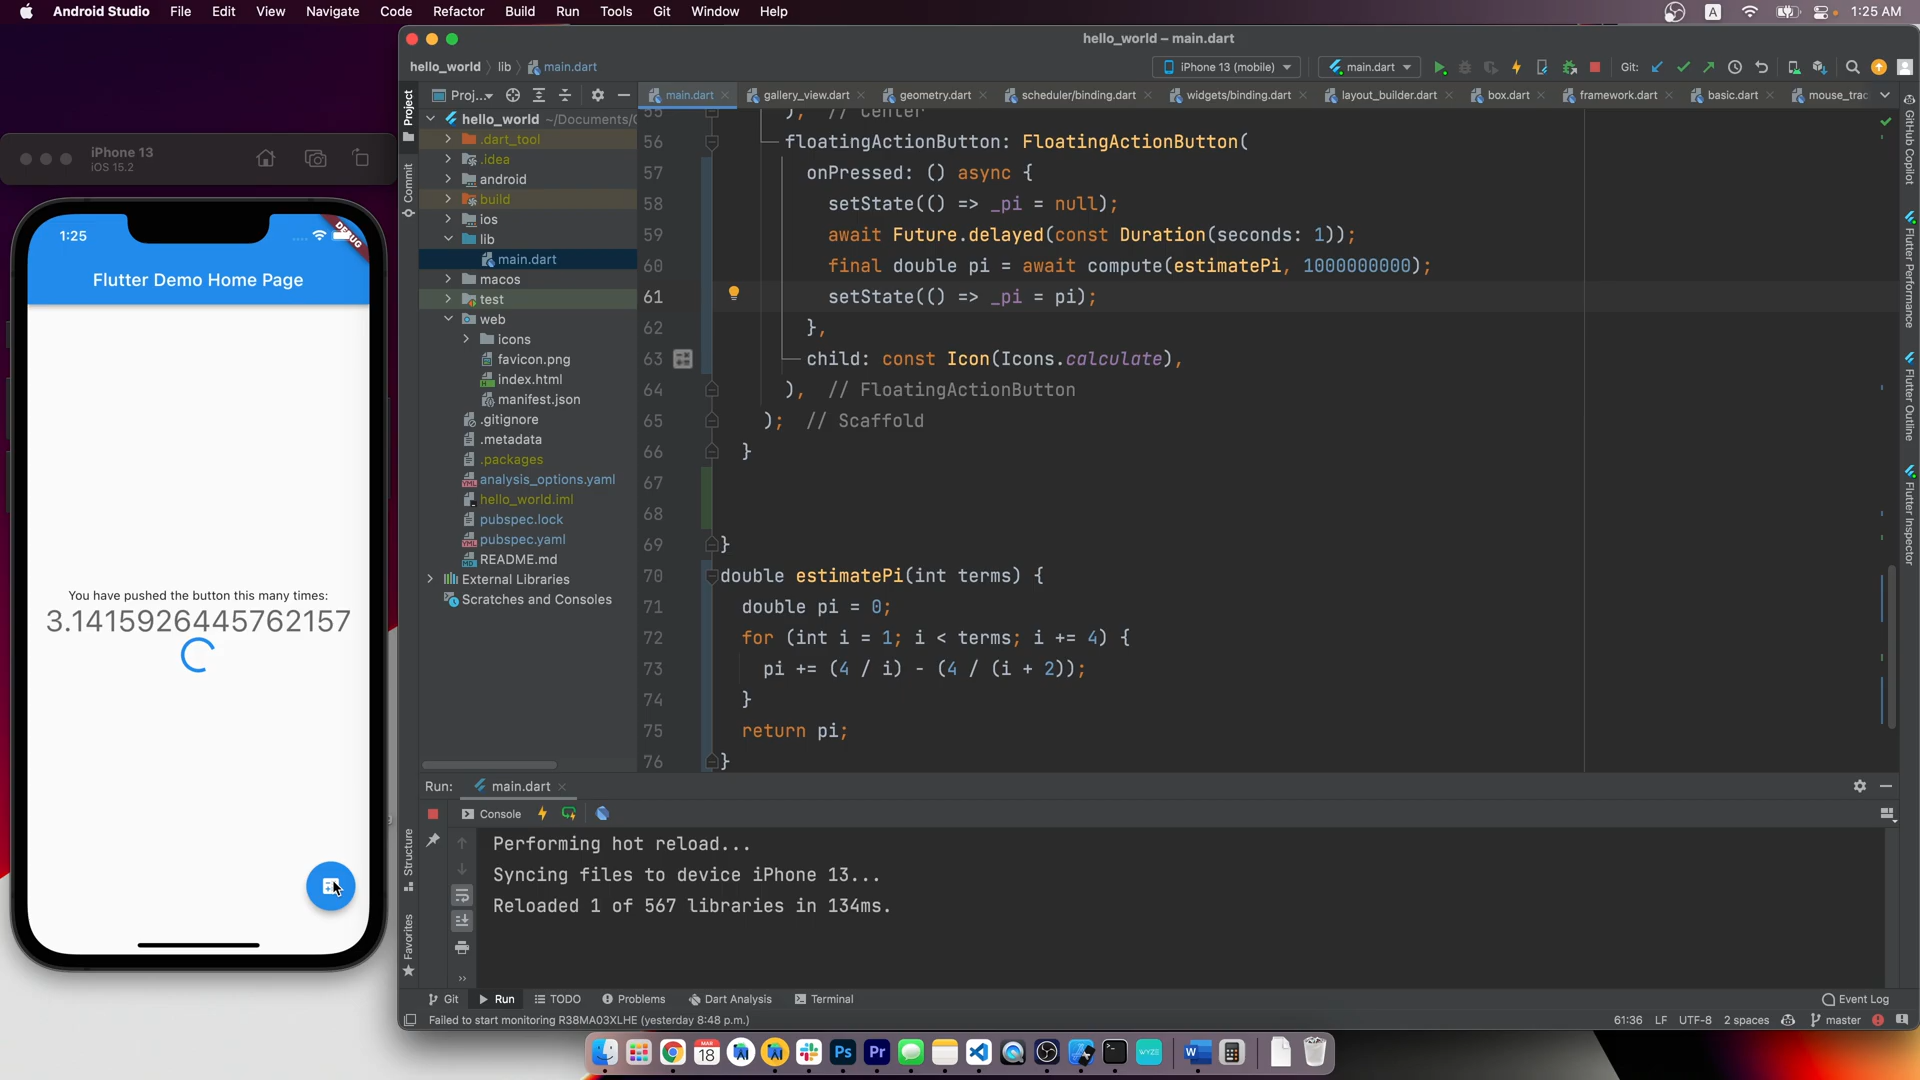 Android Studio File Edit View Navigate Code Refactor Build Run Tools Git Window Help
A 1:25 AM
hello_world – main.dart
hello_world lib main.dart
iPhone 13 (mobile) main.dart Git:
Project
Proj...
main.dart gallery_view.dart geometry.dart scheduler/binding.dart widgets/binding.dart layout_builder.dart box.dart framework.dart basic.dart mouse_trac
iPhone 13
iOS 15.2
hello_world ~/Documents/
.dart_tool
.idea
android
build
ios
lib
main.dart
macos
test
web
icons
favicon.png
index.html
manifest.json
.gitignore
.metadata
.packages
analysis_options.yaml
hello_world.iml
pubspec.lock
pubspec.yaml
README.md
External Libraries
Scratches and Consoles
Commit
Structure
Favorites
55 ), // Center
56 floatingActionButton: FloatingActionButton(
57 onPressed: () async {
58 setState(() => _pi = null);
59 await Future.delayed(const Duration(seconds: 1));
60 final double pi = await compute(estimatePi, 1000000000);
61 setState(() => _pi = pi);
62 },
63 child: const Icon(Icons.calculate),
64 ), // FloatingActionButton
65 ); // Scaffold
66 }
67
68
69 }
70 double estimatePi(int terms) {
71 double pi = 0;
72 for (int i = 1; i < terms; i += 4) {
73 pi += (4 / i) - (4 / (i + 2));
74 }
75 return pi;
76 }
GitHub Copilot
Flutter Performance
Flutter Outline
Flutter Inspector
1:25
DEBUG
Flutter Demo Home Page
You have pushed the button this many times:
3.1415926445762157
Run: main.dart
Console
Performing hot reload...
Syncing files to device iPhone 13...
Reloaded 1 of 567 libraries in 134ms.
Git Run TODO Problems Dart Analysis Terminal Event Log
Failed to start monitoring R38MA03XLHE (yesterday 8:48 p.m.) 61:36 LF UTF-8 2 spaces master
MAR
18
Ps
Pr
WYZE
W